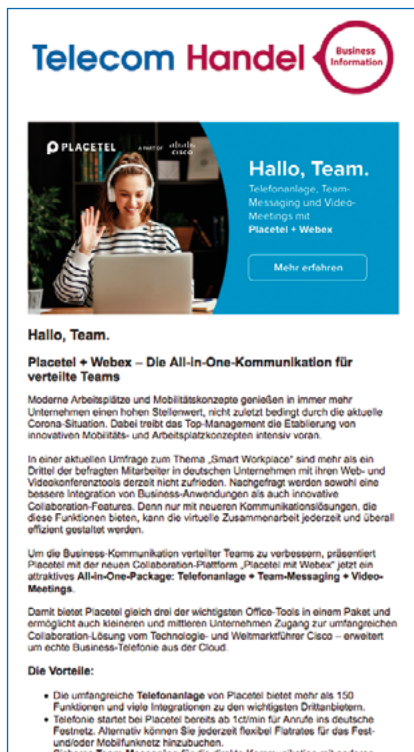 Telecom Handel
Business
Information
PLACETEL
A PART OF
CISCO
Hallo, Team.
Telefonanlage, Team-
Messaging und Video-
Meetings mit
Placetel + Webex
Mehr erfahren
Hallo, Team.
Placetel + Webex – Die All-in-One-Kommunikation für
verteilte Teams
Moderne Arbeitsplätze und Mobilitätskonzepte genießen in immer mehr
Unternehmen einen hohen Stellenwert, nicht zuletzt bedingt durch die aktuelle
Corona-Situation. Dabei treibt das Top-Management die Etablierung von
innovativen Mobilitäts- und Arbeitsplatzkonzepten intensiv voran.
In einer aktuellen Umfrage zum Thema „Smart Workplace“ sind mehr als ein
Drittel der befragten Mitarbeiter in deutschen Unternehmen mit ihren Web- und
Videokonferenztools derzeit nicht zufrieden. Nachgefragt werden sowohl eine
bessere Integration von Business-Anwendungen als auch innovative
Collaboration-Features. Denn nur mit neueren Kommunikationslösungen, die
diese Funktionen bieten, kann die virtuelle Zusammenarbeit jederzeit und überall
effizient gestaltet werden.
Um die Business-Kommunikation verteilter Teams zu verbessern, präsentiert
Placetel mit der neuen Collaboration-Plattform „Placetel mit Webex“ jetzt ein
attraktives All-in-One-Package: Telefonanlage + Team-Messaging + Video-
Meetings.
Damit bietet Placetel gleich drei der wichtigsten Office-Tools in einem Paket und
ermöglicht auch kleineren und mittleren Unternehmen Zugang zur umfangreichen
Collaboration-Lösung vom Technologie- und Weltmarktführer Cisco – erweitert
um echte Business-Telefonie aus der Cloud.
Die Vorteile:
• Die umfangreiche Telefonanlage von Placetel bietet mehr als 150
Funktionen und viele Integrationen zu den wichtigsten Drittanbietern.
• Telefonie startet bei Placetel bereits ab 1ct/min für Anrufe ins deutsche
Festnetz. Alternativ können Sie jederzeit flexibel Flatrates für das Fest-
und/oder Mobilfunknetz hinzubuchen.